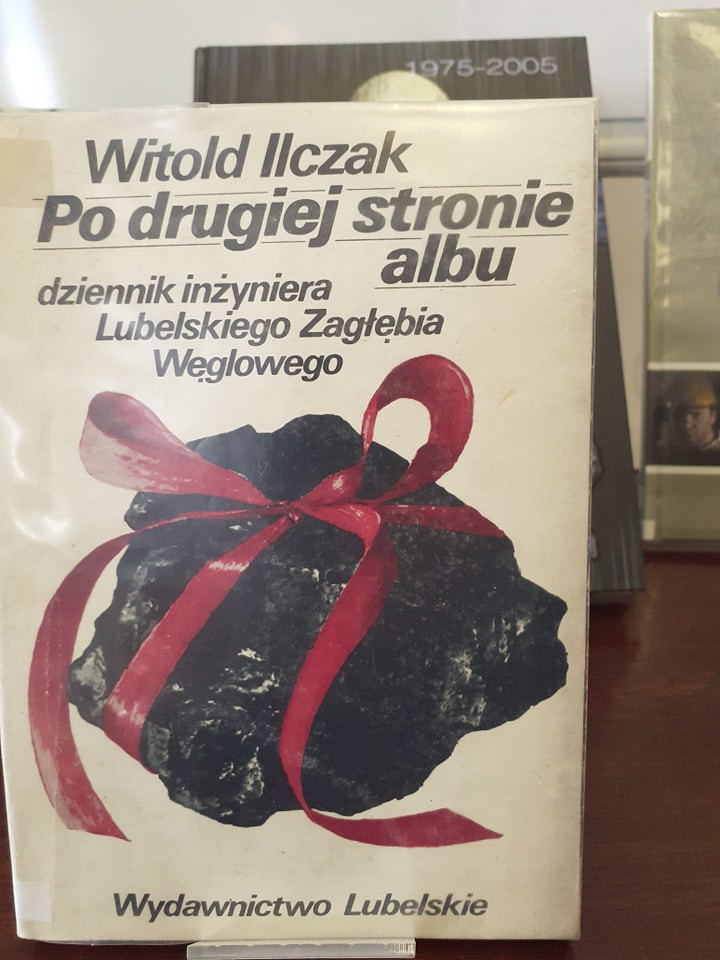 1975-2005
Witold Ilczak
Po drugiej stronie
albu
dziennik inżyniera
Lubelskiego Zagłębia
Węglowego
Wydawnictwo Lubelskie